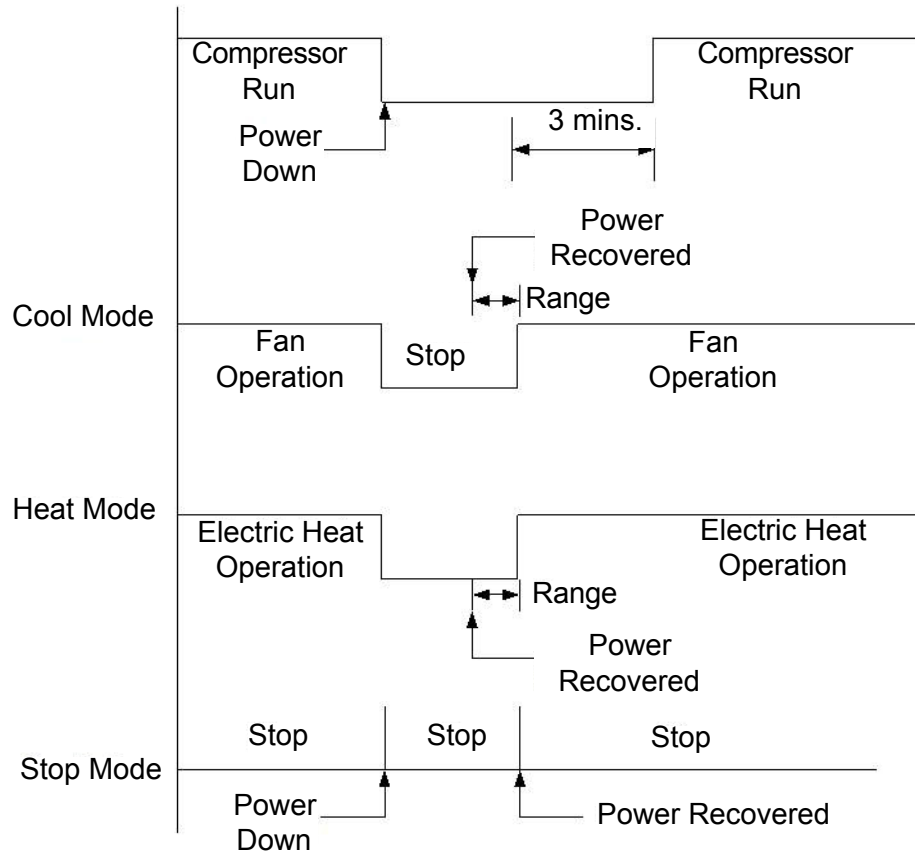 Compressor
Run
Compressor
Run
3 mins.
Power
Down
Power
Recovered
Range
Cool Mode
Fan
Operation
Stop
Fan
Operation
Heat Mode
Electric Heat
Operation
Electric Heat
Operation
Range
Power
Recovered
Stop
Stop
Stop
Stop Mode
Power
Down
Power Recovered